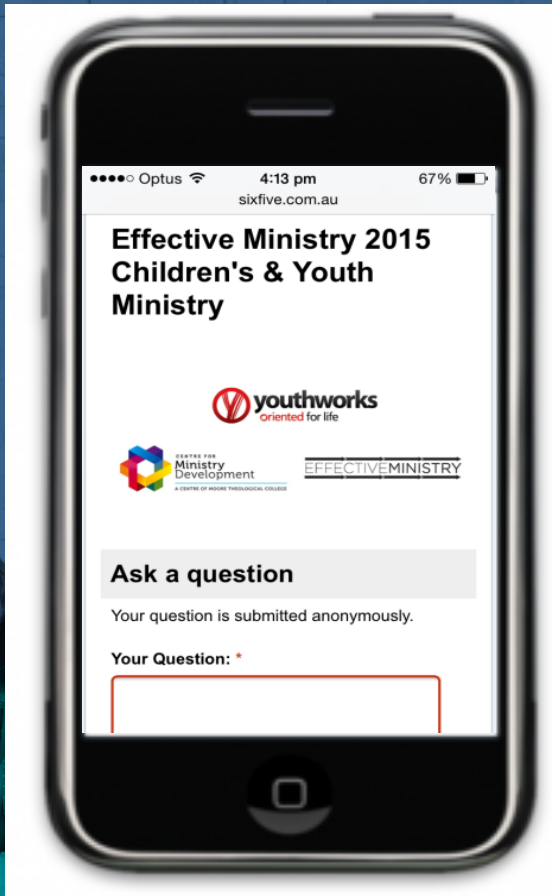 Optus 4:13 pm 67%
sixfive.com.au
Effective Ministry 2015
Children's & Youth
Ministry
youthworks
oriented for life
CENTRE FOR
Ministry
Development
A CENTRE OF MOORE THEOLOGICAL COLLEGE
EFFECTIVEMINISTRY
Ask a question
Your question is submitted anonymously.
Your Question: *